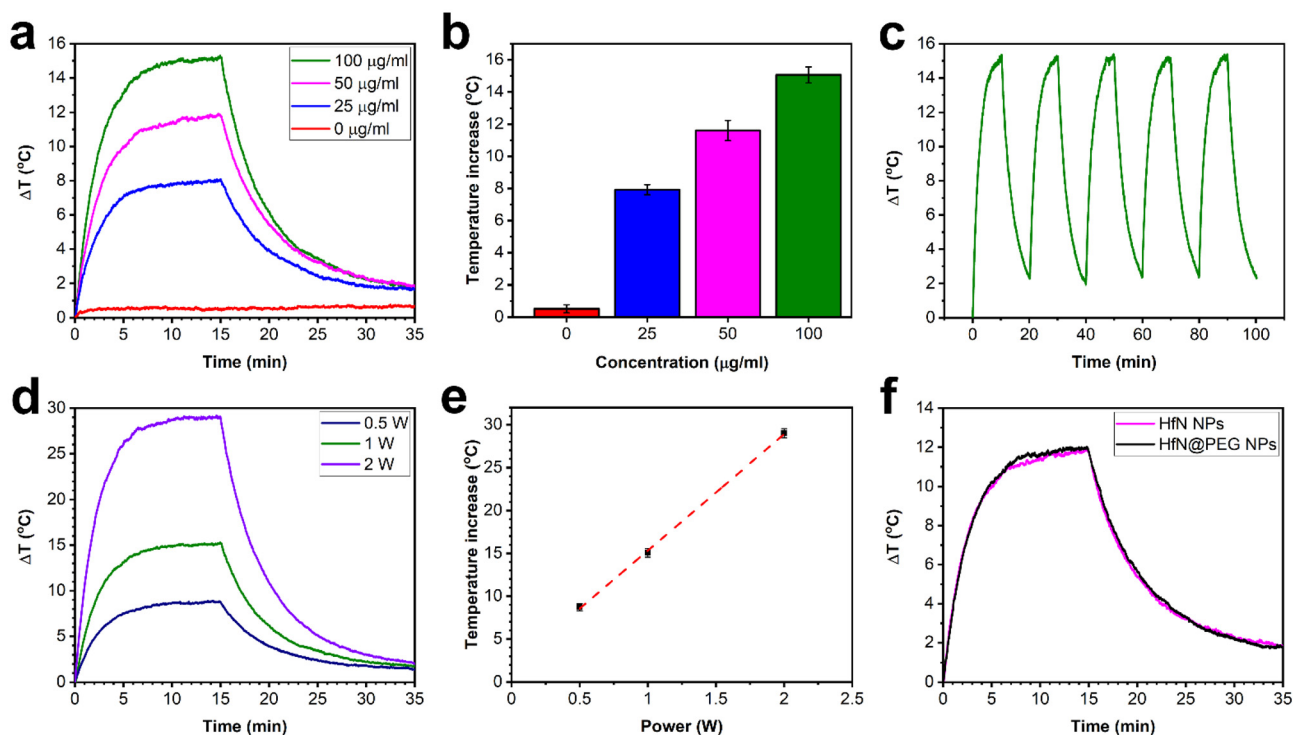 a
16
14
12
10
8
6
4
2
0
ΔT (°C)
100 μg/ml
50 μg/ml
25 μg/ml
0 μg/ml
0 5 10 15 20 25 30 35
Time (min)
b
16
14
12
10
8
6
4
2
0
Temperature increase (°C)
0 25 50 100
Concentration (μg/ml)
c
16
14
12
10
8
6
4
2
0
ΔT (°C)
0 20 40 60 80 100
Time (min)
d
30
25
20
15
10
5
0
ΔT (°C)
0.5 W
1 W
2 W
0 5 10 15 20 25 30 35
Time (min)
e
30
25
20
15
10
5
0
Temperature increase (°C)
0 0.5 1 1.5 2 2.5
Power (W)
f
14
12
10
8
6
4
2
0
ΔT (°C)
HfN NPs
HfN@PEG NPs
0 5 10 15 20 25 30 35
Time (min)